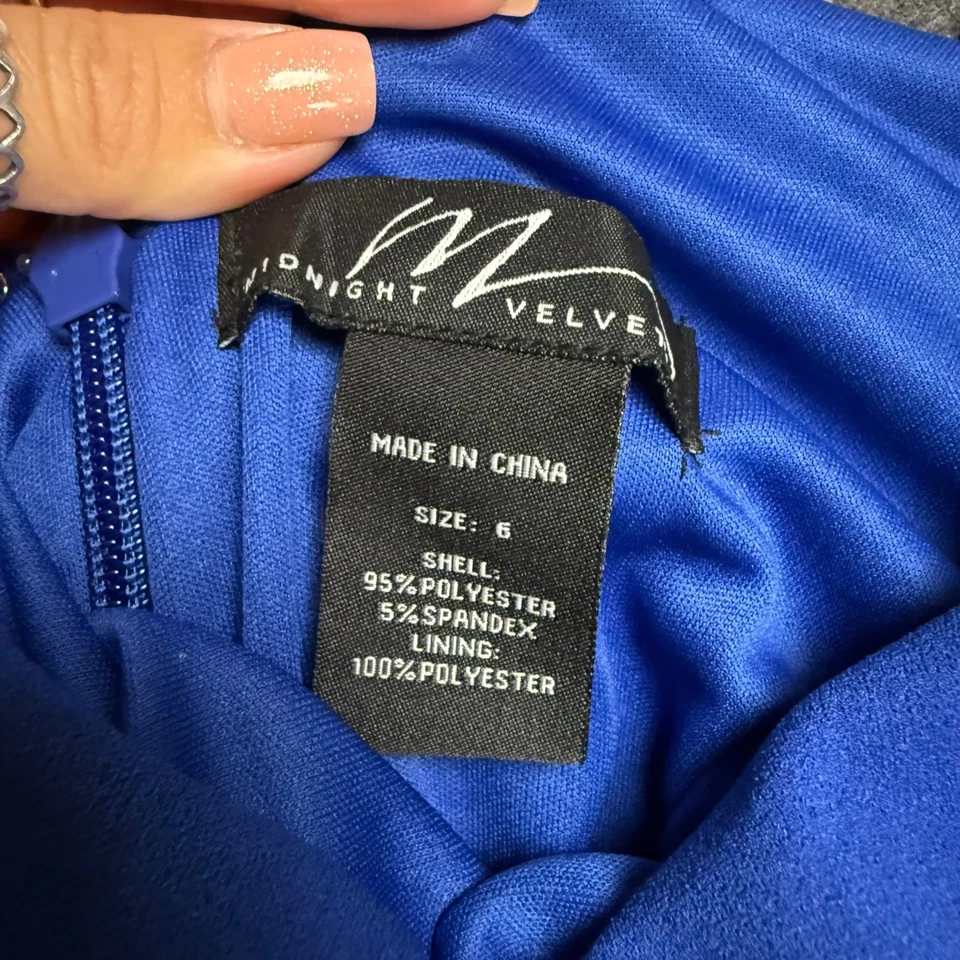 M
MIDNIGHT VELVET
MADE IN CHINA
SIZE: 6
SHELL:
95%POLYESTER
5%SPANDEX
LINING:
100%POLYESTER